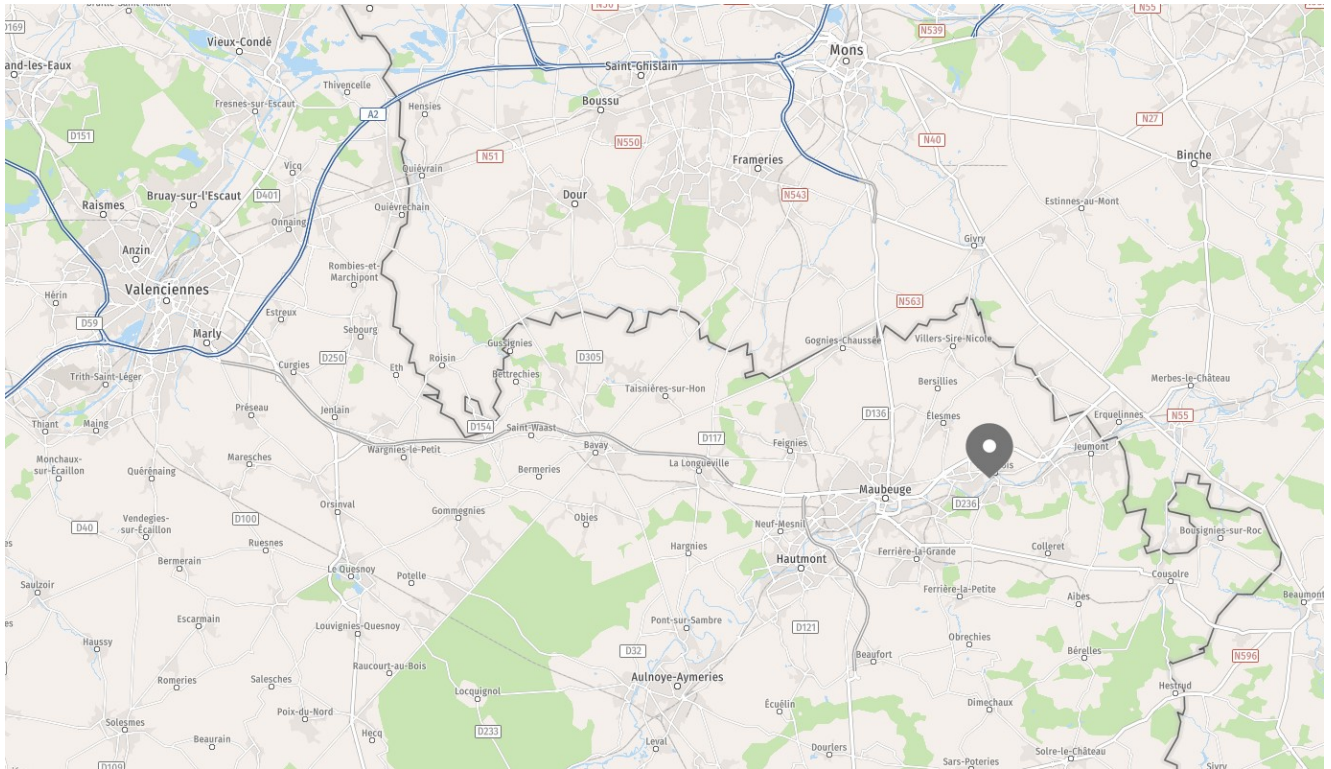 N50
N55
D169
Vieux-Condé
N539
Mons
and-les-Eaux
Saint-Ghislain
Thivencelle
Boussu
Fresnes-sur-Escaut
Hensies
A2
N27
D151
N550
N40
N51
Frameries
Binche
Vicq
Quiévrain
Bruay-sur-l'Escaut
D401
Dour
N543
Raismes
Quiévrechain
Estinnes-au-Mont
Onnaing
Anzin
Givry
Rombies-et-
Marchipont
Valenciennes
Hérin
N563
Estreux
D59
Sebourg
Marly
Gussignies
Gognies-Chaussée
Villers-Sire-Nicole
D250
Roisin
D305
Curgies
Eth
Trith-Saint-Léger
Bettrechies
Taisnières-sur-Hon
Bersillies
Merbes-le-Château
Préseau
Jenlain
D136
Élesmes
Erquelinnes
N55
Thiant
Maing
D154
Saint-Waast
D117
Feignies
Bavay
Wargnies-le-Petit
Jeumont
Monchaux-
sur-Écaillon
Quérénaing
Maresches
La Longueville
is
Bermeries
Maubeuge
D236
Orsinval
Gommegnies
Vendegies-
sur-Écaillon
D40
D100
Obies
Neuf-Mesnil
Bousignies-sur-Roc
Ruesnes
Hargnies
Ferrière-la-Grande
Colleret
Bermerain
Le Quesnoy
Hautmont
Potelle
Cousolre
Saulzoir
Ferrière-la-Petite
Aibes
Beaumont
Escarmain
Louvignies-Quesnoy
Pont-sur-Sambre
D121
Haussy
Obrechies
D32
Beaufort
Bérelles
N596
Raucourt-au-Bois
Romeries
Salesches
Aulnoye-Aymeries
Locquignol
Hestrud
Écuélin
Dimechaux
Solesmes
Poix-du-Nord
D233
Hecq
Beaurain
Leval
Dourlers
Solre-le-Château
Sars-Poteries
Sivry
D109